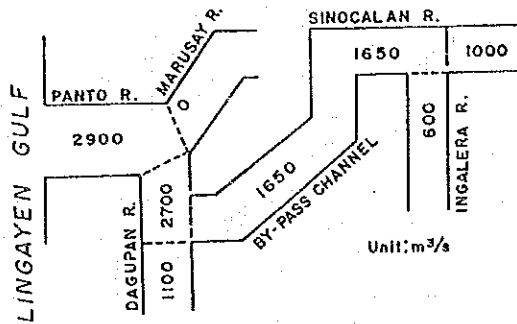 SINOCALAN R.
1650
1000
MARUSAY R.
PANTO R.
0
2900
600
INGALERA R.
LINGAYEN GULF
1650
BY-PASS CHANNEL
2700
DAGUPAN R.
1100
Unit;m³/s